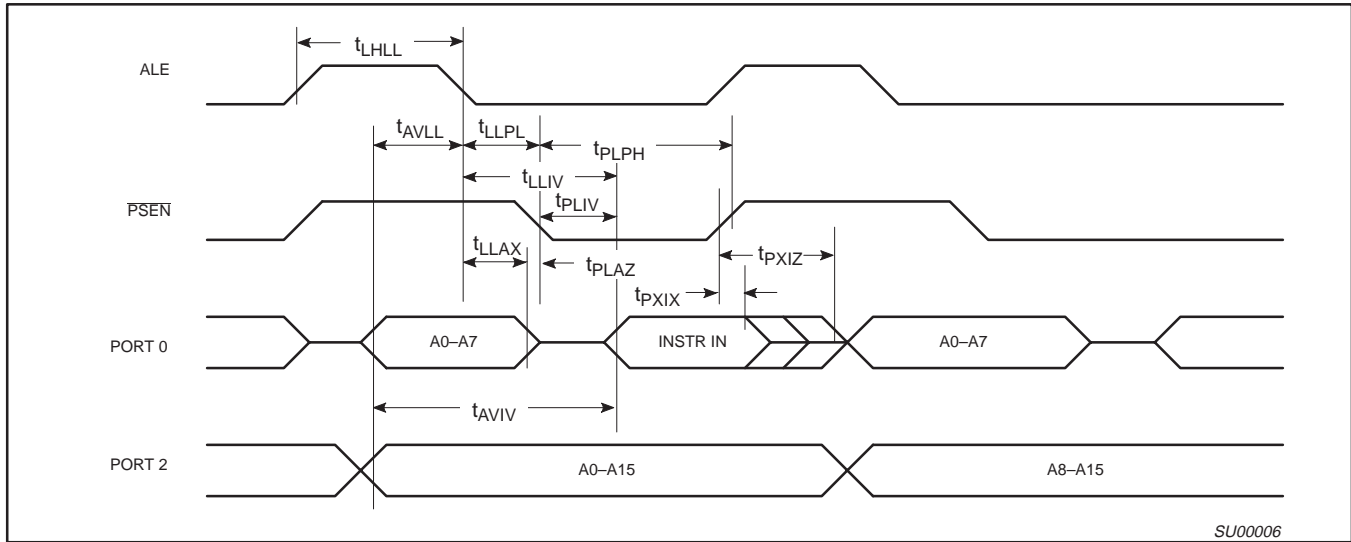 tLHLL
ALE
tAVLL
tLLPL
tPLPH
tLLIV
PSEN
tPLIV
tLLAX
tPLAZ
tPXIZ
tPXIX
PORT 0
A0–A7
INSTR IN
A0–A7
tAVIV
PORT 2
A0–A15
A8–A15
SU00006